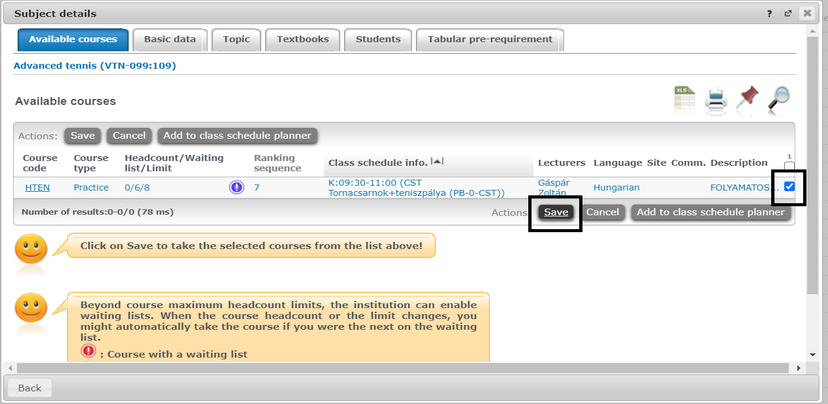 Subject details
?
Available courses
Basic data
Topic
Textbooks
Students
Tabular pre-requirement
Advanced tennis (VTN-099:109)
Available courses
XLS
Actions: Save Cancel Add to class schedule planner
Course code
Course type
Headcount/Waiting list/Limit
Ranking sequence
Class schedule info.
Lecturers
Language
Site
Comm.
Description
1
HTEN
Practice
0/6/8
7
K:09:30-11:00 (CST
Tornacsarnok+teniszpálya (PB-0-CST))
Gáspár
Zoltán
Hungarian
FOLYAMATOS...
Number of results:0-0/0 (78 ms)
Actions Save Cancel Add to class schedule planner
Click on Save to take the selected courses from the list above!
Beyond course maximum headcount limits, the institution can enable
waiting lists. When the course headcount or the limit changes, you
might automatically take the course if you were the next on the waiting
list.
: Course with a waiting list
Back